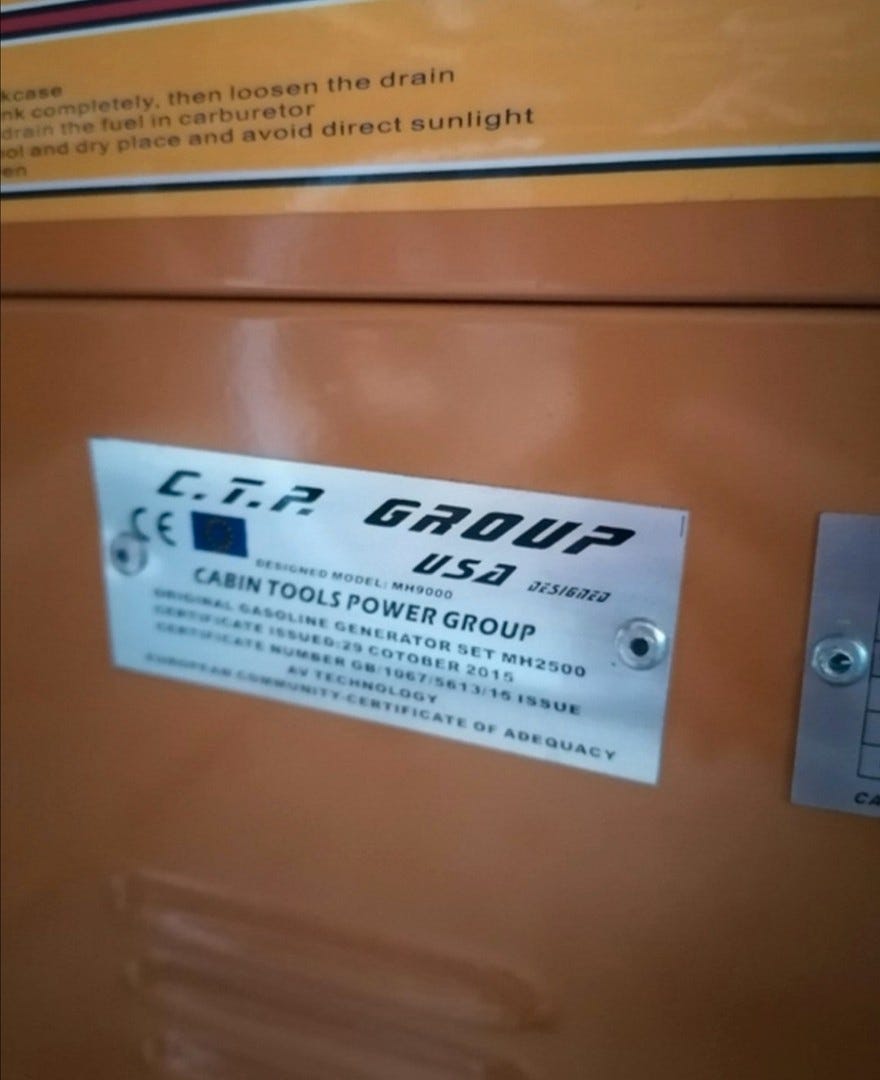 kcase
nk completely, then loosen the drain
drain the fuel in carburetor
ool and dry place and avoid direct sunlight
en
C.T.P. GROUP
CE
USA DESIGNED
DESIGNED MODEL: MH9000
CABIN TOOLS POWER GROUP
ORIGINAL GASOLINE GENERATOR SET MH2500
CERTIFICATE ISSUED:29 COTOBER 2015
CERTIFICATE NUMBER GB/1067/5613/15 ISSUE
AV TECHNOLOGY
EUROPEAN COMMUNITY-CERTIFICATE OF ADEQUACY
CA